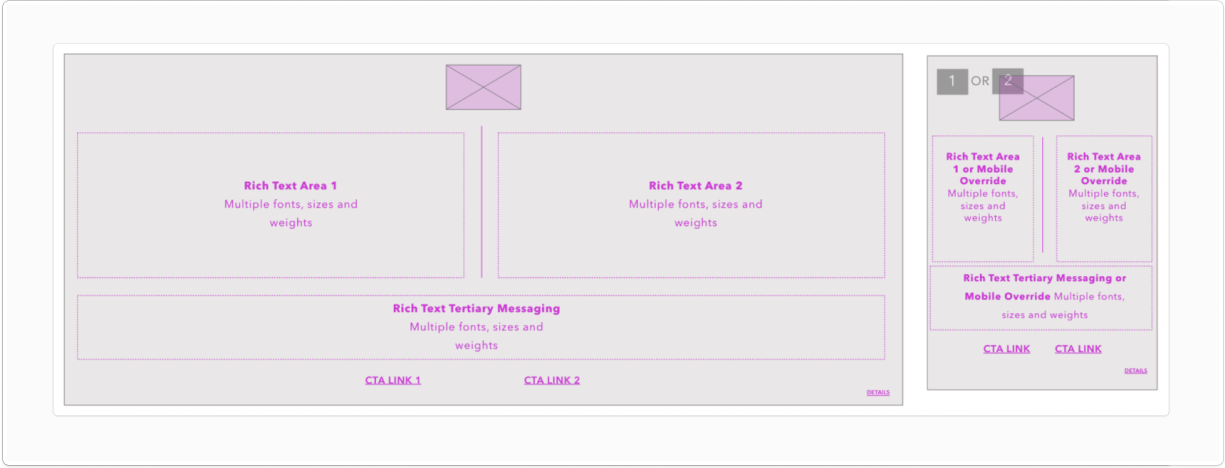 Rich Text Area 1
Multiple fonts, sizes and
weights
Rich Text Area 2
Multiple fonts, sizes and
weights
Rich Text Tertiary Messaging
Multiple fonts, sizes and
weights
CTA LINK 1
CTA LINK 2
DETAILS
1 OR 2
Rich Text Area
1 or Mobile
Override
Multiple fonts,
sizes and
weights
Rich Text Area
2 or Mobile
Override
Multiple fonts,
sizes and
weights
Rich Text Tertiary Messaging or
Mobile Override Multiple fonts,
sizes and weights
CTA LINK
CTA LINK
DETAILS